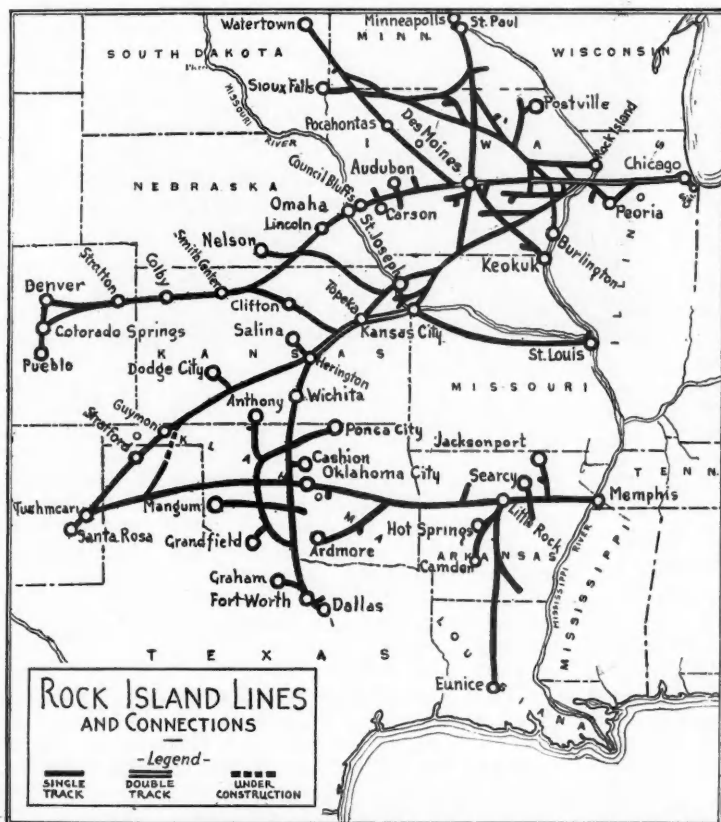 Watertown
Minneapolls
St. Paul
MINN.
SOUTH DAKOTA
WISCONSIN
MISSOURI
RIVER
Sioux Falls
Postville
Pocahontas
IOWA
Des Moines
Rock Island
Audubon
Chicago
NEBRASKA
Council Bluffs
Omaha
Carson
Peoria
Lincoln
ILLINOIS
St. Joseph
Burlington
Nelson
Keokuk
Smith Center
Stratton
Colby
Denver
Clifton
Topeka
Kansas City
Colorado Springs
Salina
St. Louis
Pueblo
KANSAS
Herington
Dodge City
MISSOURI
Anthony
Wichita
Guymon
Stratford
Ponca City
Jacksonport
OKLAHOMA
Cashion
TENN.
Searcy
Oklahoma City
Tucumcari
Mangum
Memphis
Little Rock
Santa Rosa
Hot Springs
Grandfield
Ardmore
ARKANSAS
Camden
MISSISSIPPI RIVER
MISSISSIPPI
Graham
Fort Worth
Dallas
LOUISIANA
TEXAS
Eunice
ROCK ISLAND LINES
AND CONNECTIONS
-Legend-
SINGLE TRACK
DOUBLE TRACK
UNDER CONSTRUCTION